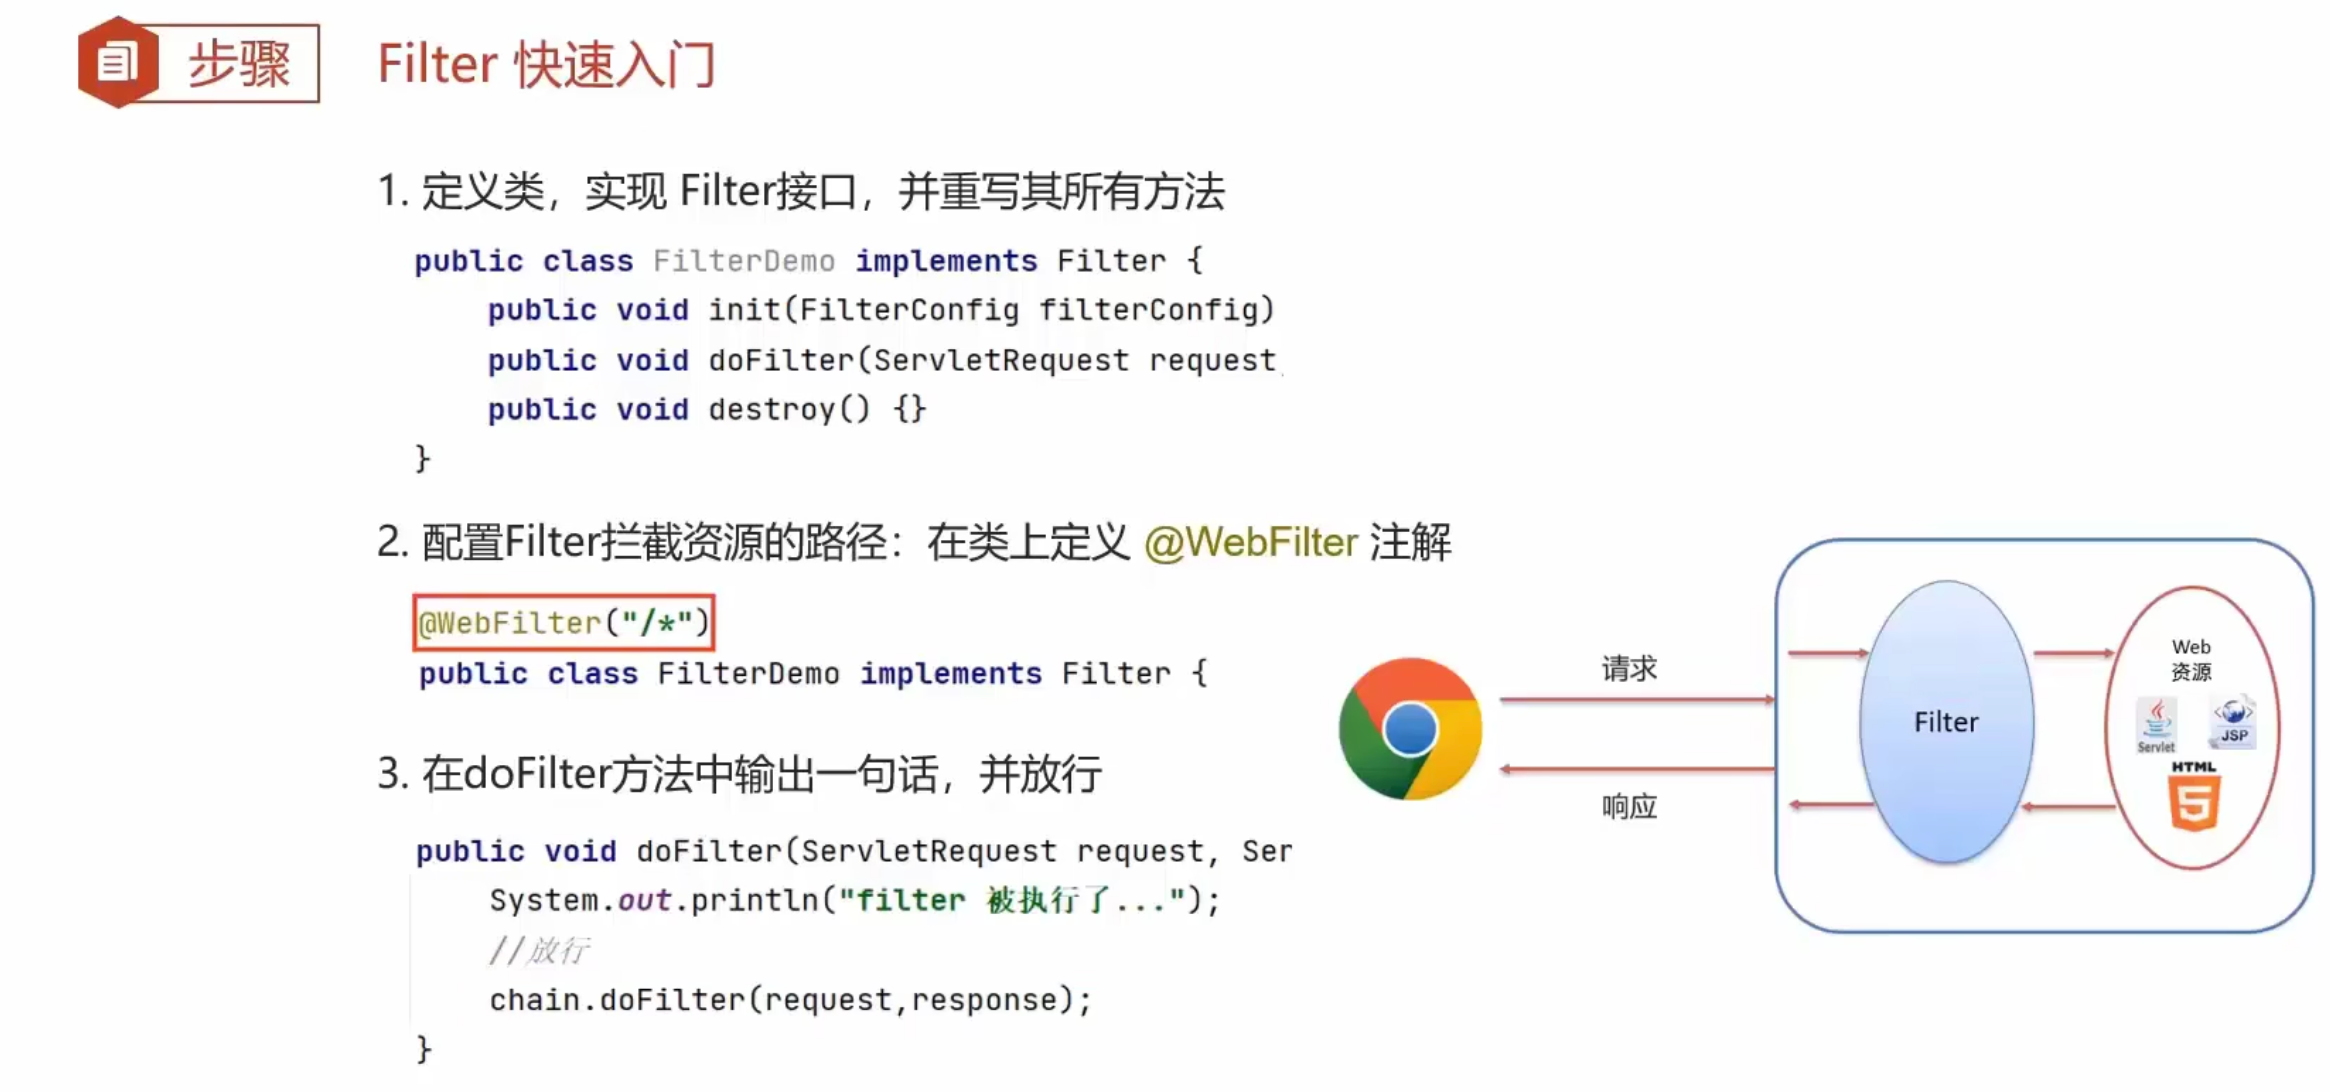 步骤
Filter 快速入门
1. 定义类，实现 Filter接口，并重写其所有方法
public class FilterDemo implements Filter {
public void init(FilterConfig filterConfig)
public void doFilter(ServletRequest request,
public void destroy() {}
}
2. 配置Filter拦截资源的路径：在类上定义 @WebFilter 注解
@WebFilter("/*")
public class FilterDemo implements Filter {
3. 在doFilter方法中输出一句话，并放行
public void doFilter(ServletRequest request, Ser
System.out.println("filter 被执行了...");
//放行
chain.doFilter(request,response);
}
请求
响应
Filter
Web
资源
Servlet
JSP
HTML
5